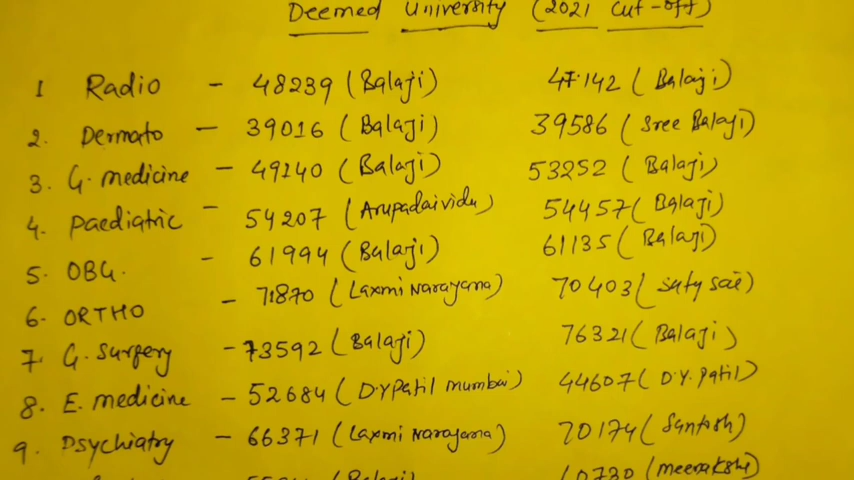 Deemed University (2021 Cut-off)
1 Radio - 48239 (Balaji) 47142 (Balaji)
2. Dermato - 39016 (Balaji) 39586 (Sree Balaji)
3. G. medicine - 49140 (Balaji) 53252 (Balaji)
4. Paediatric - 54207 (Arupadaividu) 54457 (Balaji)
5. OBG. - 61994 (Balaji) 61135 (Balaji)
6. ORTHO - 71870 (Laxmi Narayana) 70403 (Saty Sai)
7. G. Surgery - 73592 (Balaji) 76321 (Balaji)
8. E. medicine - 52684 (D.Y Patil mumbai) 44607 (D.Y. Patil)
9. Psychiatry - 66371 (Laxmi Narayana) 70174 (Santosh)
(Balaji) (meenakshi)